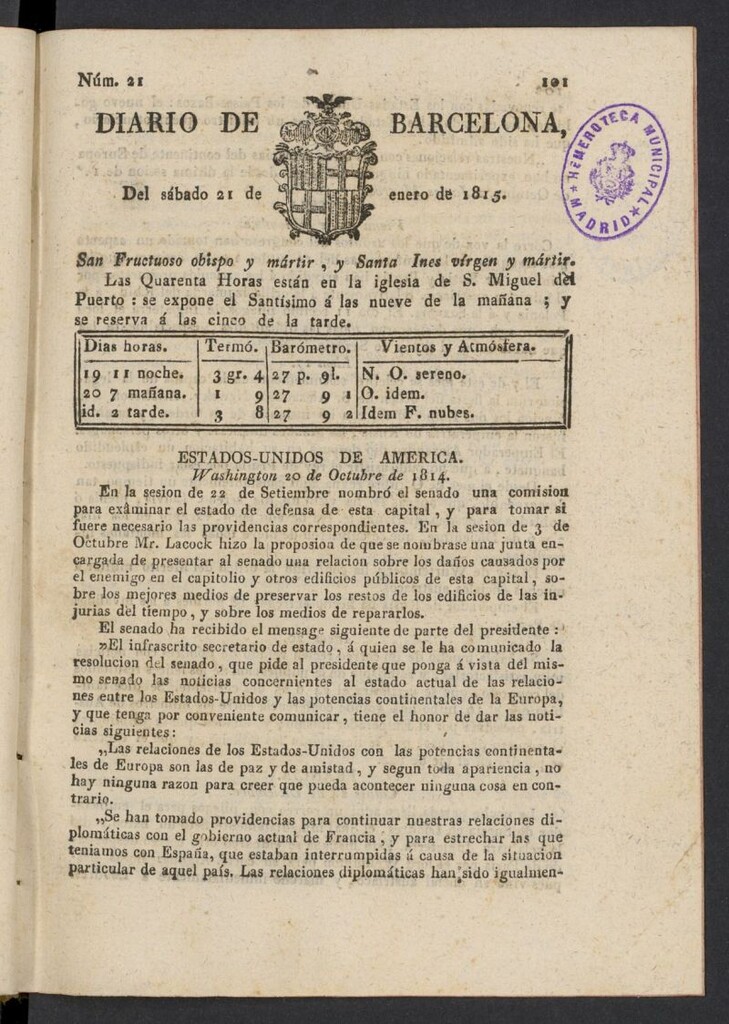 Núm. 21 101
DIARIO DE BARCELONA,
Del sábado 21 de enero de 1815.
HEMEROTECA MUNICIPAL
★ MADRID ★
San Fructuoso obispo y mártir, y Santa Ines vírgen y mártir.
Las Quarenta Horas están en la iglesia de S. Miguel del
Puerto : se expone el Santísimo á las nueve de la mañana ; y
se reserva á las cinco de la tarde.
Dias horas. Termó. Barómetro. Vientos y Atmósfera.
19 11 noche. 3 gr. 4 27 p. 9l. N. O. sereno.
20 7 mañana. 1 9 27 9 1 O. idem.
id. 2 tarde. 3 8 27 9 2 Idem F. nubes.
ESTADOS-UNIDOS DE AMERICA.
Washington 20 de Octubre de 1814.
En la sesion de 22 de Setiembre nombró el senado una comision
para exâminar el estado de defensa de esta capital, y para tomar si
fuere necesario las providencias correspondientes. En la sesion de 3 de
Octubre Mr. Lacock hizo la proposion de que se nombrase una junta en-
cargada de presentar al senado una relacion sobre los daños causados por
el enemigo en el capitolio y otros edificios públicos de esta capital, so-
bre los mejores medios de preservar los restos de los edificios de las in-
jurias del tiempo, y sobre los medios de repararlos.
El senado ha recibido el mensage siguiente de parte del presidente :
»El infrascrito secretario de estado, á quien se le ha comunicado la
resolucion del senado, que pide al presidente que ponga á vista del mis-
mo senado las noticias concernientes al estado actual de las relacio-
nes entre los Estados-Unidos y las potencias continentales de la Europa,
y que tenga por conveniente comunicar, tiene el honor de dar las noti-
cias siguientes :
„Las relaciones de los Estados-Unidos con las potencias continenta-
les de Europa son las de paz y de amistad, y segun toda apariencia, no
hay ninguna razon para creer que pueda acontecer ninguna cosa en con-
trario.
„Se han tomado providencias para continuar nuestras relaciones di-
plomáticas con el gobierno actual de Francia, y para estrechar las que
teniamos con España, que estaban interrumpidas á causa de la situacion
particular de aquel país. Las relaciones diplomáticas han sido igualmen-